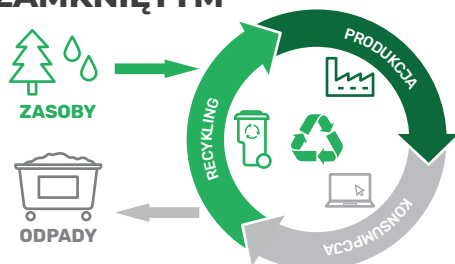 ZAMKNIĘTYM
PRODUKCJA
ZASOBY
RECYKLING
KONSUMPCJA
ODPADY